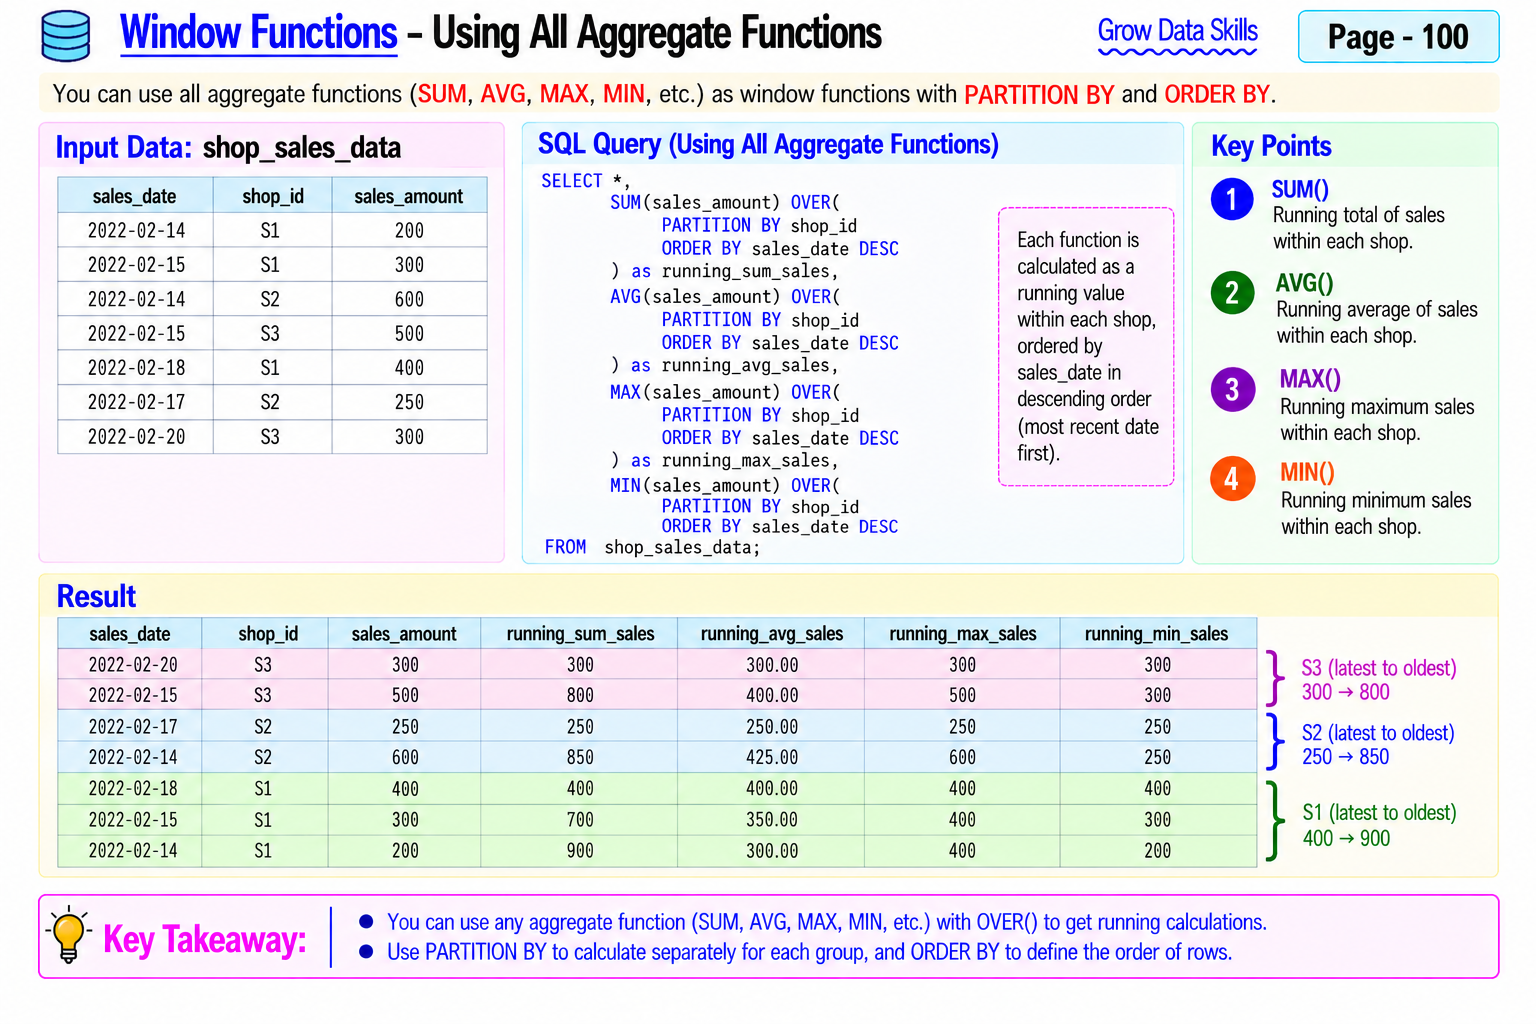 Window Functions – Using All Aggregate Functions
Grow Data Skills
Page - 100
You can use all aggregate functions (SUM, AVG, MAX, MIN, etc.) as window functions with PARTITION BY and ORDER BY.
Input Data: shop_sales_data
sales_date shop_id sales_amount
2022-02-14 S1 200
2022-02-15 S1 300
2022-02-14 S2 600
2022-02-15 S3 500
2022-02-18 S1 400
2022-02-17 S2 250
2022-02-20 S3 300
SQL Query (Using All Aggregate Functions)
SELECT *,
SUM(sales_amount) OVER(
PARTITION BY shop_id
ORDER BY sales_date DESC
) as running_sum_sales,
AVG(sales_amount) OVER(
PARTITION BY shop_id
ORDER BY sales_date DESC
) as running_avg_sales,
MAX(sales_amount) OVER(
PARTITION BY shop_id
ORDER BY sales_date DESC
) as running_max_sales,
MIN(sales_amount) OVER(
PARTITION BY shop_id
ORDER BY sales_date DESC
FROM shop_sales_data;
Each function is
calculated as a
running value
within each shop,
ordered by
sales_date in
descending order
(most recent date
first).
Key Points
1 SUM()
Running total of sales
within each shop.
2 AVG()
Running average of sales
within each shop.
3 MAX()
Running maximum sales
within each shop.
4 MIN()
Running minimum sales
within each shop.
Result
sales_date shop_id sales_amount running_sum_sales running_avg_sales running_max_sales running_min_sales
2022-02-20 S3 300 300 300.00 300 300
2022-02-15 S3 500 800 400.00 500 300
2022-02-17 S2 250 250 250.00 250 250
2022-02-14 S2 600 850 425.00 600 250
2022-02-18 S1 400 400 400.00 400 400
2022-02-15 S1 300 700 350.00 400 300
2022-02-14 S1 200 900 300.00 400 200
S3 (latest to oldest)
300 → 800
S2 (latest to oldest)
250 → 850
S1 (latest to oldest)
400 → 900
Key Takeaway:
● You can use any aggregate function (SUM, AVG, MAX, MIN, etc.) with OVER() to get running calculations.
● Use PARTITION BY to calculate separately for each group, and ORDER BY to define the order of rows.